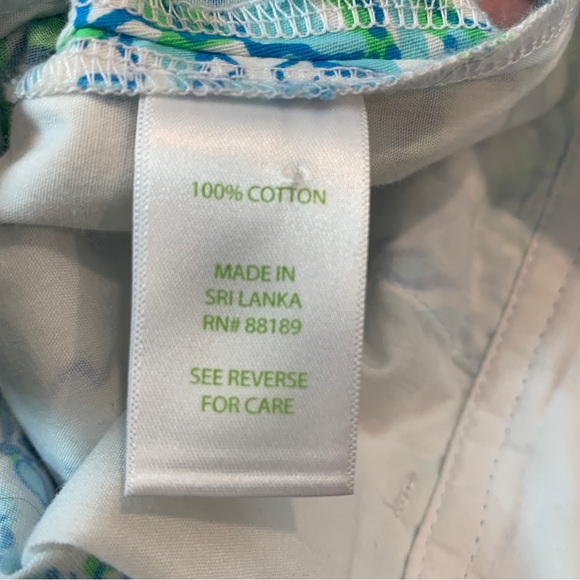 100% COTTON
MADE IN
SRI LANKA
RN# 88189
SEE REVERSE
FOR CARE